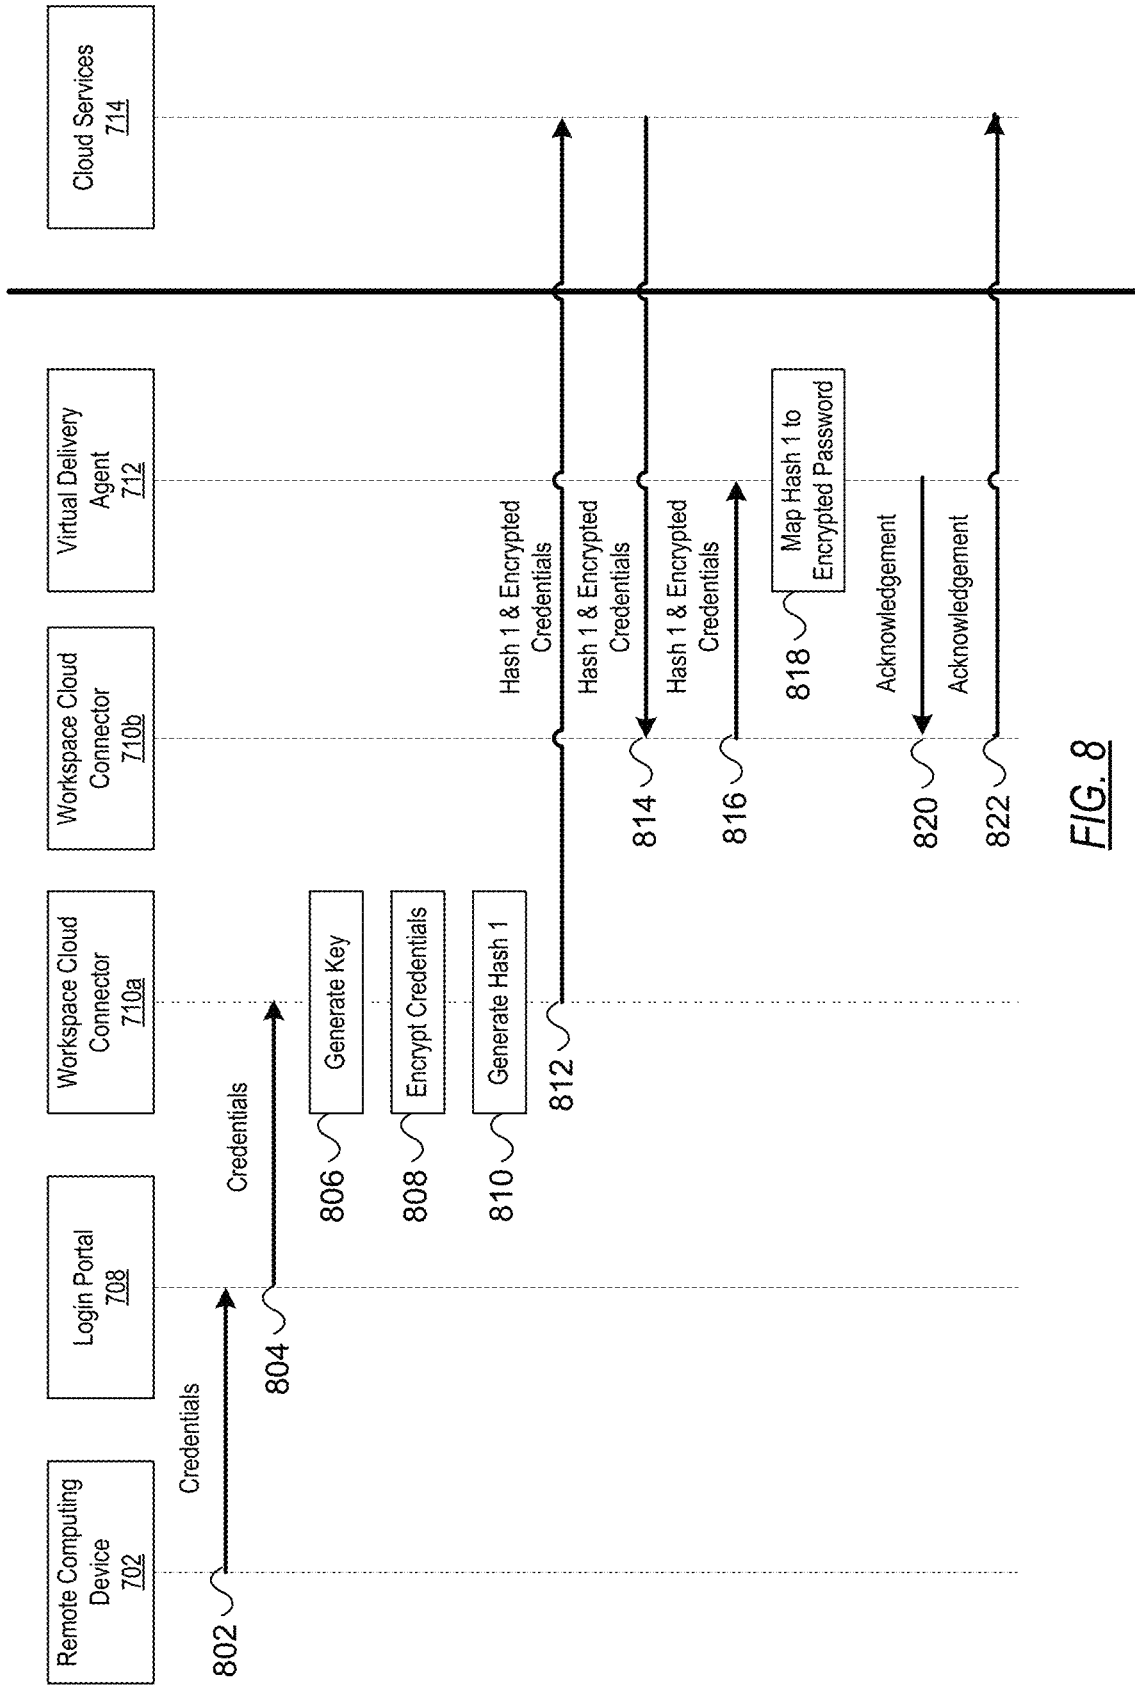 Remote Computing
Device
702
Login Portal
708
Workspace Cloud
Connector
710a
Workspace Cloud
Connector
710b
Virtual Delivery
Agent
712
Cloud Services
714
Credentials
802
Credentials
804
Generate Key
806
Encrypt Credentials
808
Generate Hash 1
810
Hash 1 & Encrypted
Credentials
812
Hash 1 & Encrypted
Credentials
814
Hash 1 & Encrypted
Credentials
816
Map Hash 1 to
Encrypted Password
818
Acknowledgement
820
Acknowledgement
822
FIG. 8